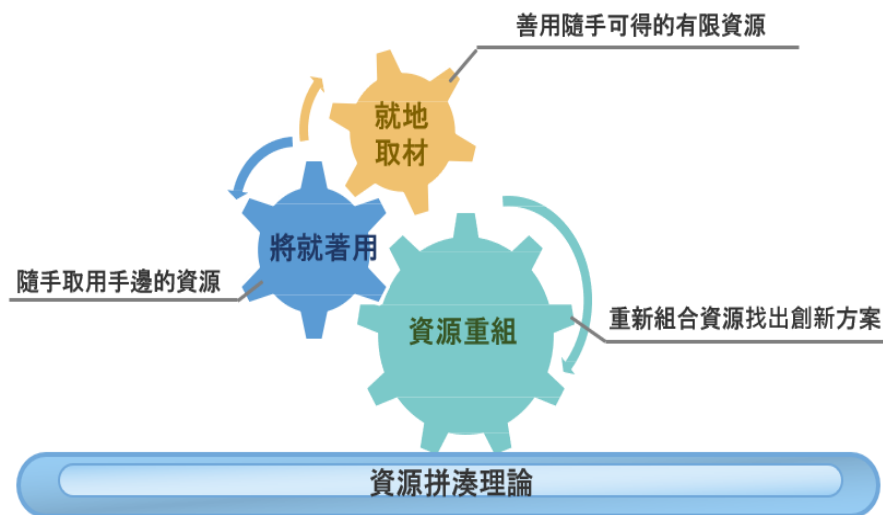 善用隨手可得的有限資源
就地
取材
將就著用
隨手取用手邊的資源
資源重組
重新組合資源找出創新方案
資源拼湊理論